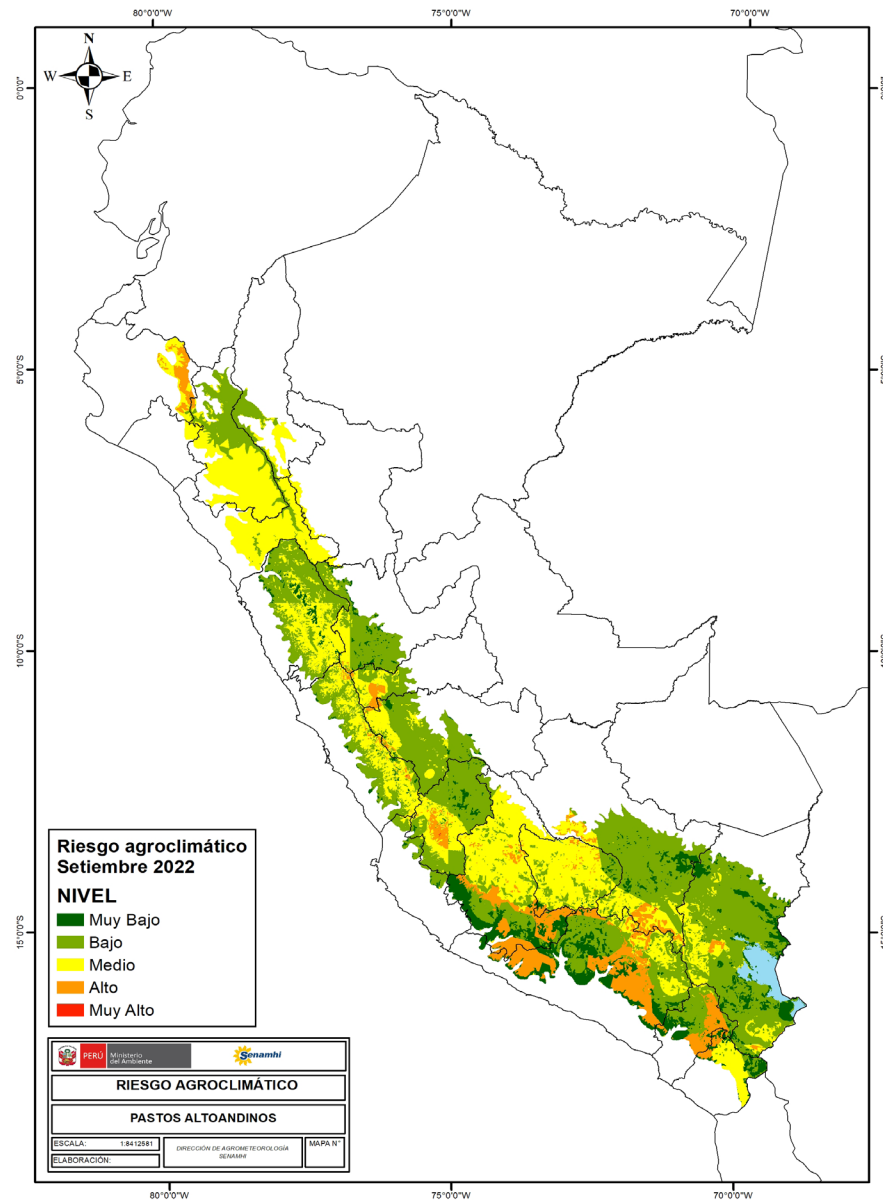 80°0'0"W 75°0'0"W 70°0'0"W
N
W E
S
0°0'0"
5°0'0"S
10°0'0"S
15°0'0"S
Riesgo agroclimático
Setiembre 2022
NIVEL
Muy Bajo
Bajo
Medio
Alto
Muy Alto
PERÚ Ministerio
del Ambiente
Senamhi
RIESGO AGROCLIMÁTICO
PASTOS ALTOANDINOS
ESCALA: 1:8412581
DIRECCIÓN DE AGROMETEOROLOGÍA
SENAMHI
MAPA N°
ELABORACIÓN:
80°0'0"W 75°0'0"W 70°0'0"W